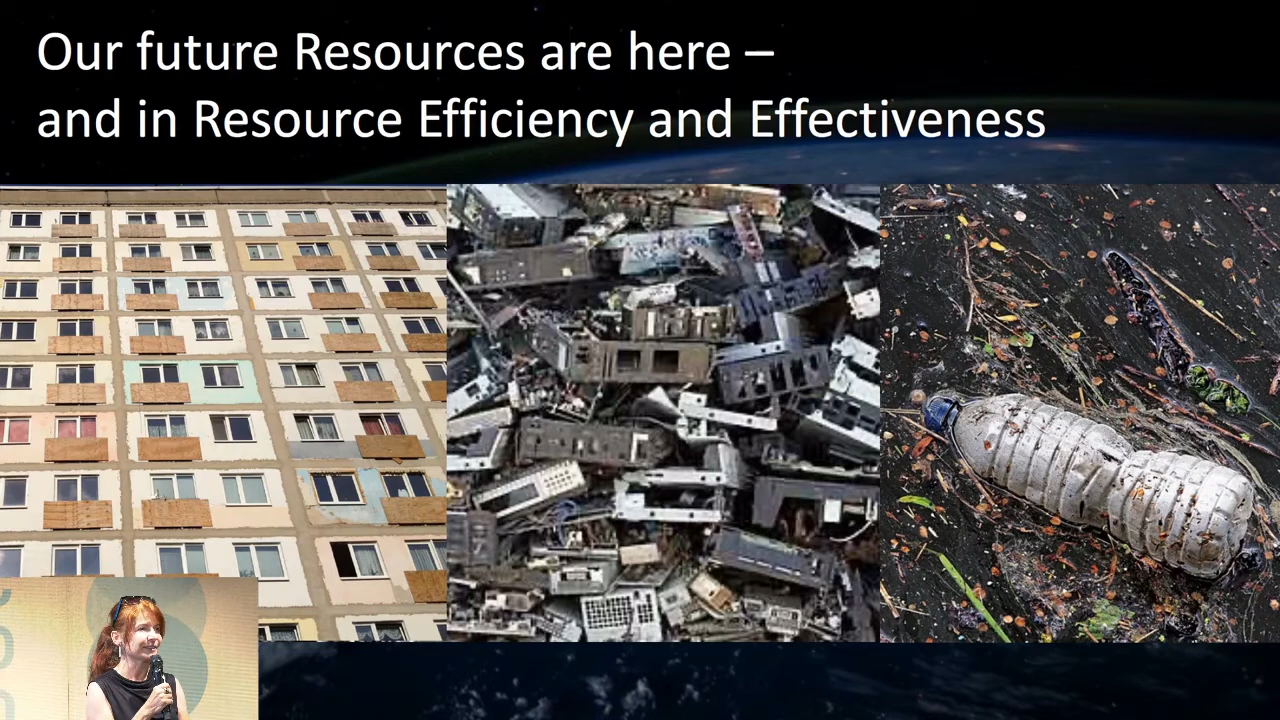 Our future Resources are here –
and in Resource Efficiency and Effectiveness